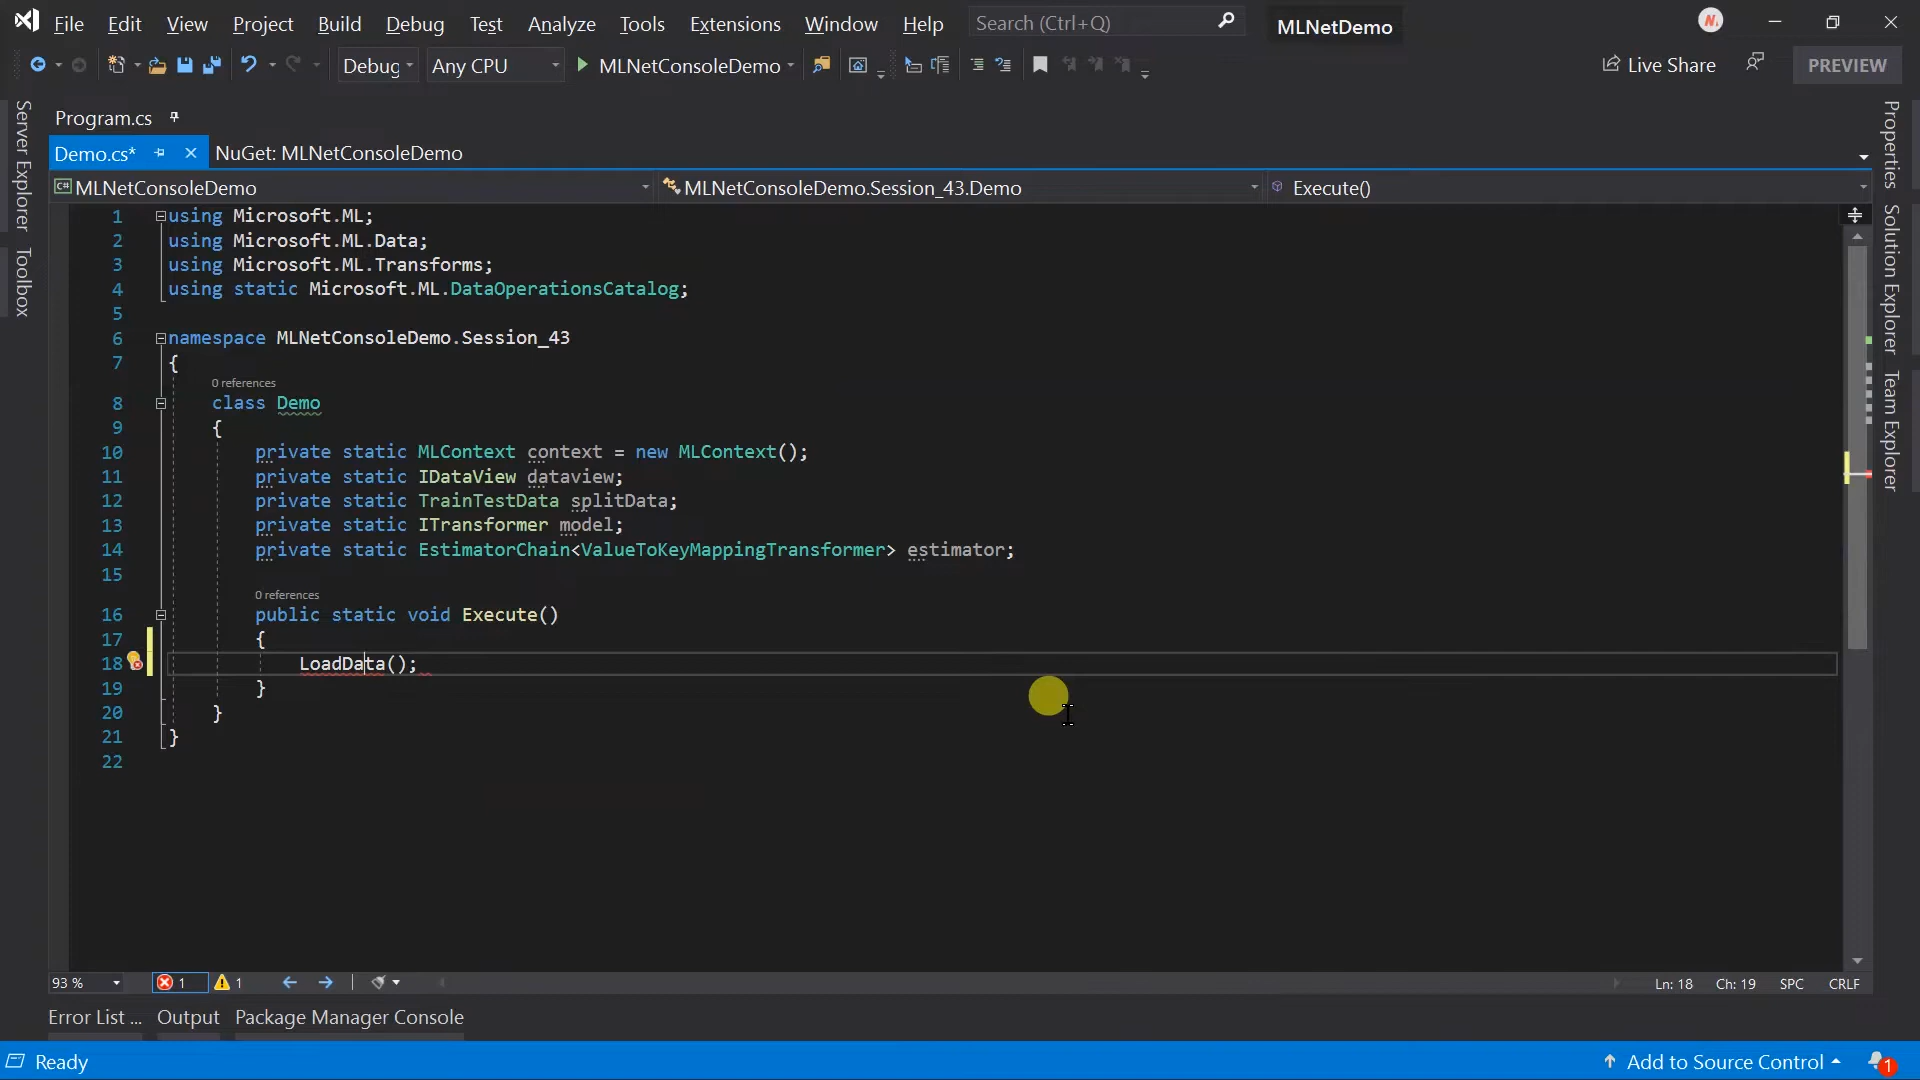 File Edit View Project Build Debug Test Analyze Tools Extensions Window Help Search (Ctrl+Q) MLNetDemo
Debug Any CPU MLNetConsoleDemo Live Share PREVIEW
Server Explorer
Toolbox
Program.cs
Demo.cs* NuGet: MLNetConsoleDemo
MLNetConsoleDemo MLNetConsoleDemo.Session_43.Demo Execute()
1 using Microsoft.ML;
2 using Microsoft.ML.Data;
3 using Microsoft.ML.Transforms;
4 using static Microsoft.ML.DataOperationsCatalog;
5
6 namespace MLNetConsoleDemo.Session_43
7 {
0 references
8 class Demo
9 {
10 private static MLContext context = new MLContext();
11 private static IDataView dataview;
12 private static TrainTestData splitData;
13 private static ITransformer model;
14 private static EstimatorChain<ValueToKeyMappingTransformer> estimator;
15
0 references
16 public static void Execute()
17 {
18 LoadData();
19 }
20 }
21 }
22
Properties
Solution Explorer
Team Explorer
93 % 1 1 Ln: 18 Ch: 19 SPC CRLF
Error List ... Output Package Manager Console
Ready Add to Source Control 1